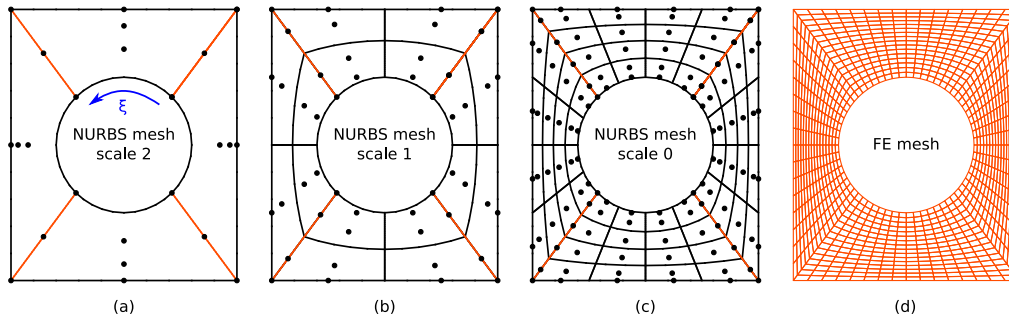 ξ
NURBS mesh
scale 2
NURBS mesh
scale 1
NURBS mesh
scale 0
FE mesh
(a)
(b)
(c)
(d)